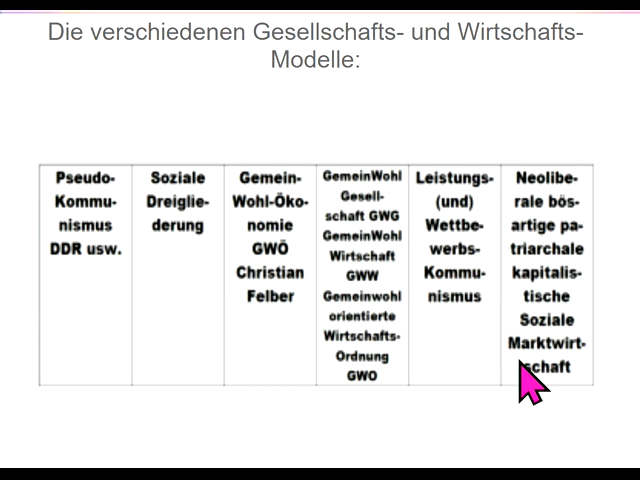 Die verschiedenen Gesellschafts- und Wirtschafts-
Modelle:
Pseudo-
Kommu-
nismus
DDR usw.
Soziale
Dreiglie-
derung
Gemein-
Wohl-Öko-
nomie
GWÖ
Christian
Felber
GemeinWohl
Gesell-
schaft GWG
GemeinWohl
Wirtschaft
GWW
Gemeinwohl
orientierte
Wirtschafts-
Ordnung
GWO
Leistungs-
(und)
Wettbe-
werbs-
Kommu-
nismus
Neolibe-
rale bös-
artige pa-
triarchale
kapitalis-
tische
Soziale
Marktwirt-
schaft